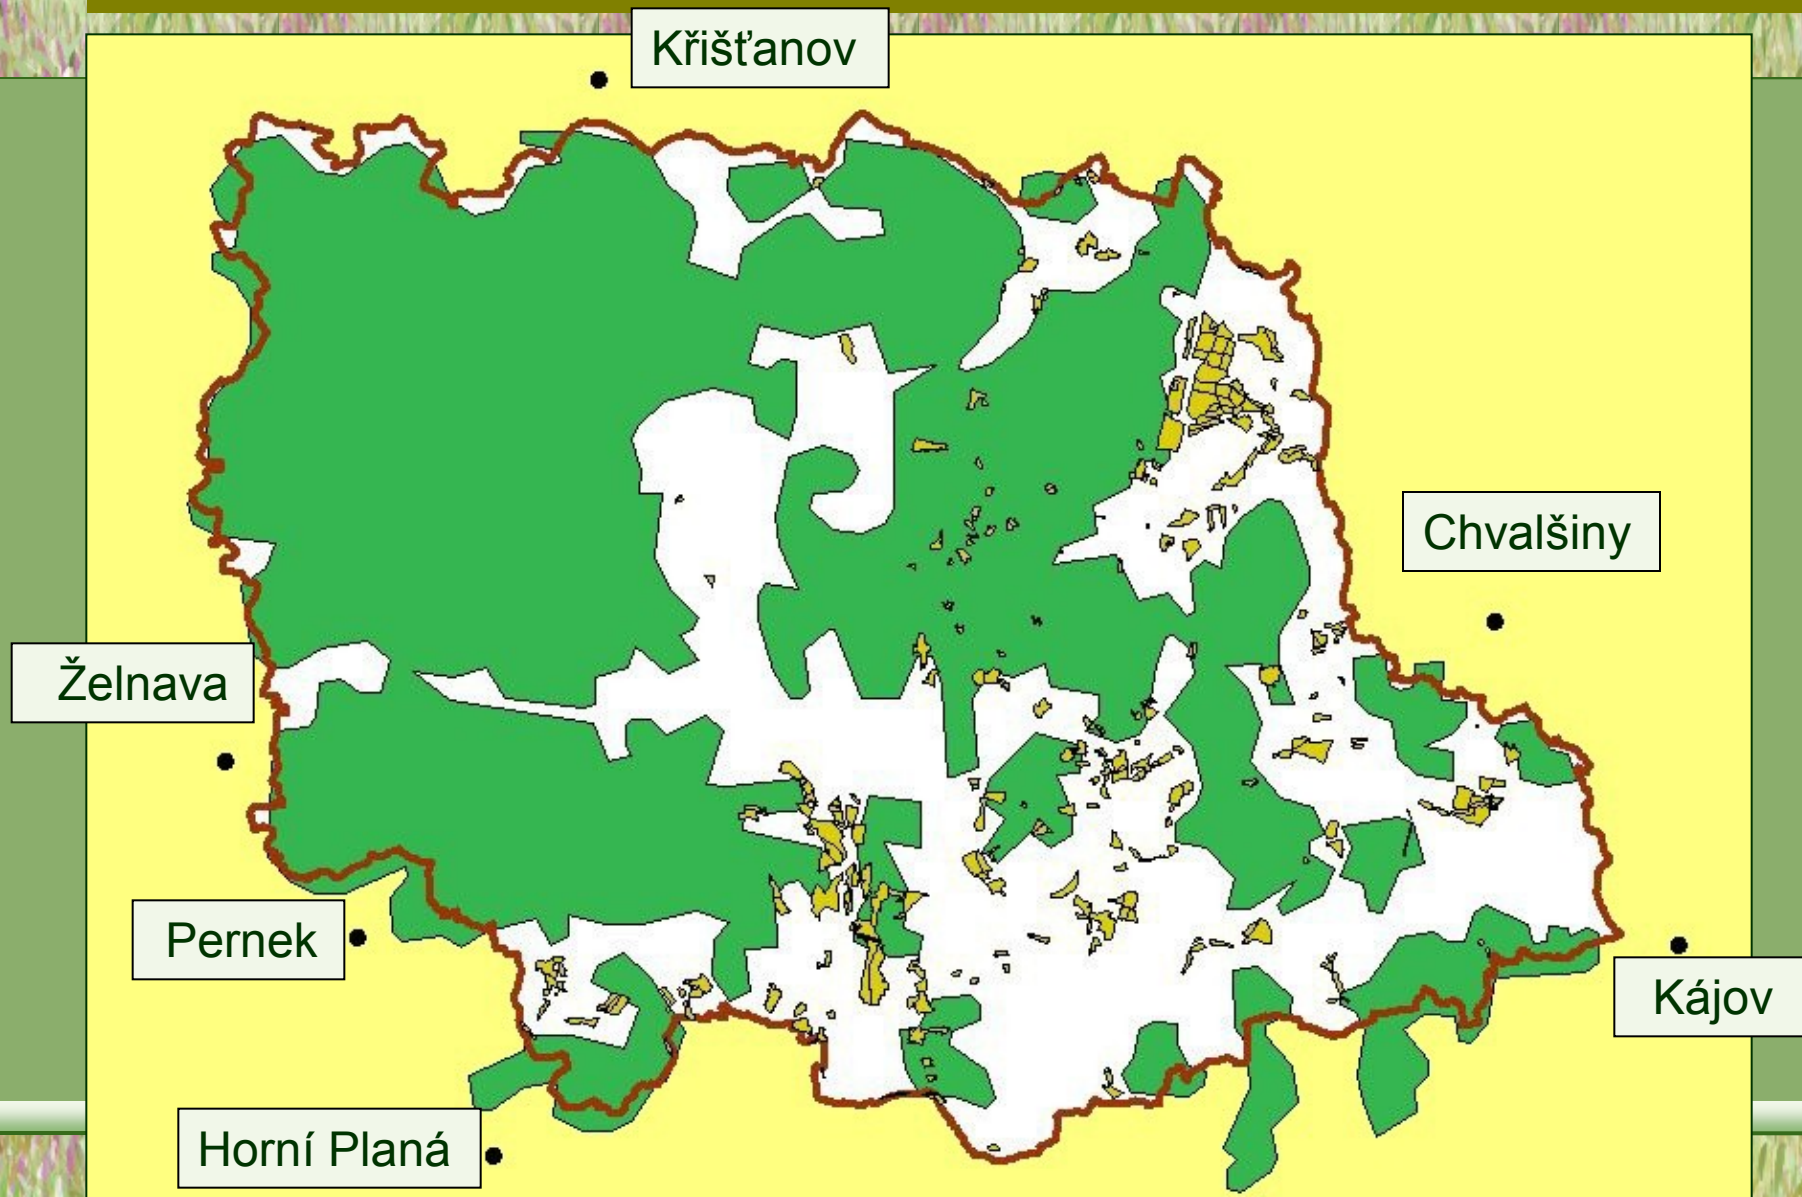 Křišťanov
Chvalšiny
Želnava
Pernek
Kájov
Horní Planá